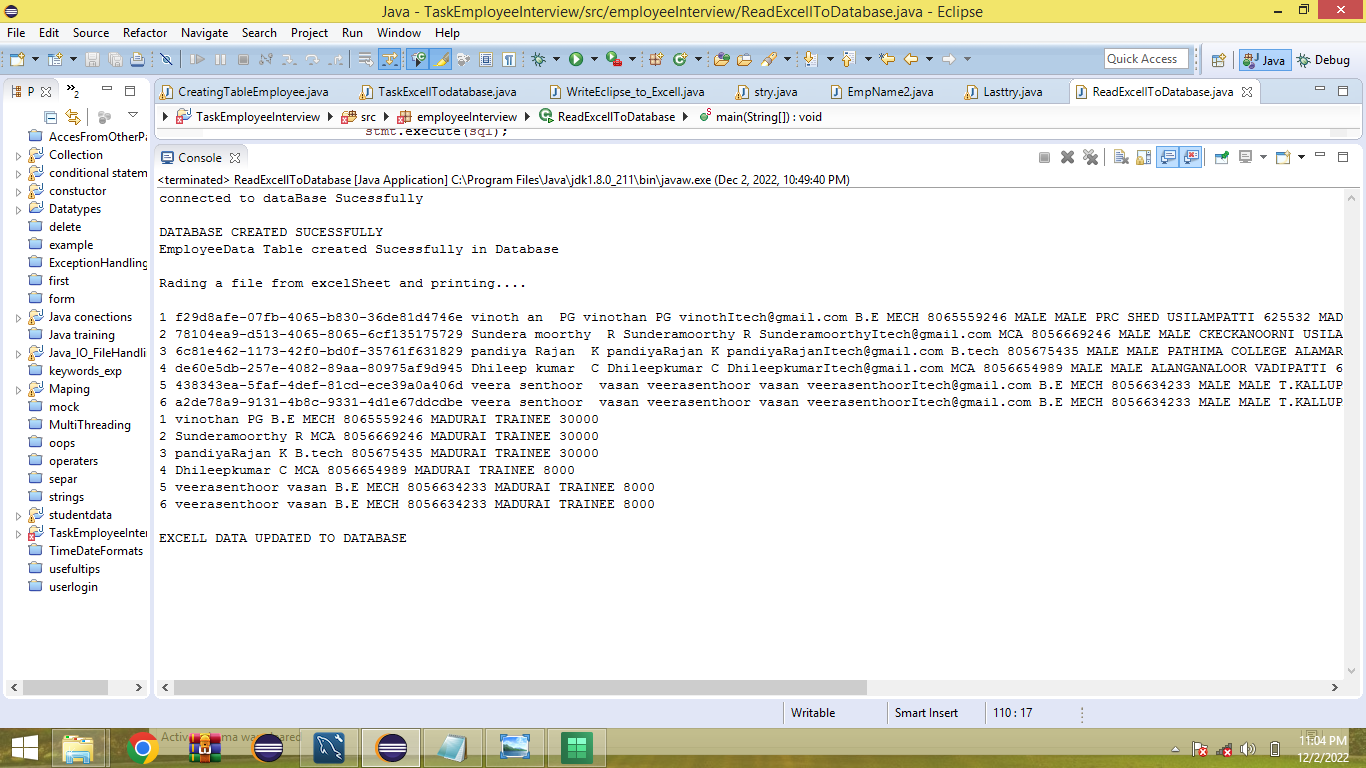 Java - TaskEmployeeInterview/src/employeeInterview/ReadExcellToDatabase.java - Eclipse
File Edit Source Refactor Navigate Search Project Run Window Help
Quick Access Java Debug
P »2 CreatingTableEmployee.java TaskExcellTodatabase.java WriteEclipse_to_Excell.java stry.java EmpName2.java Lasttry.java ReadExcellToDatabase.java
TaskEmployeeInterview src employeeInterview ReadExcellToDatabase main(String[]) : void
stmt.execute(sql);
AccesFromOtherPa
Collection
conditional statem
constuctor
Datatypes
delete
example
ExceptionHandling
first
form
Java conections
Java training
Java_IO_FileHandli
keywords_exp
Maping
mock
MultiThreading
oops
operaters
separ
strings
studentdata
TaskEmployeeInter
TimeDateFormats
usefultips
userlogin
Console
<terminated> ReadExcellToDatabase [Java Application] C:\Program Files\Java\jdk1.8.0_211\bin\javaw.exe (Dec 2, 2022, 10:49:40 PM)
connected to dataBase Sucessfully
DATABASE CREATED SUCESSFULLY
EmployeeData Table created Sucessfully in Database
Rading a file from excelSheet and printing....
1 f29d8afe-07fb-4065-b830-36de81d4746e vinoth an  PG vinothan PG vinothItech@gmail.com B.E MECH 8065559246 MALE MALE PRC SHED USILAMPATTI 625532 MAD
2 78104ea9-d513-4065-8065-6cf135175729 Sundera moorthy  R Sunderamoorthy R SunderamoorthyItech@gmail.com MCA 8056669246 MALE MALE CKECKANOORNI USILA
3 6c81e462-1173-42f0-bd0f-35761f631829 pandiya Rajan  K pandiyaRajan K pandiyaRajanItech@gmail.com B.tech 805675435 MALE MALE PATHIMA COLLEGE ALAMAR
4 de60e5db-257e-4082-89aa-80975af9d945 Dhileep kumar  C Dhileepkumar C DhileepkumarItech@gmail.com MCA 8056654989 MALE MALE ALANGANALOOR VADIPATTI 6
5 438343ea-5faf-4def-81cd-ece39a0a406d veera senthoor  vasan veerasenthoor vasan veerasenthoorItech@gmail.com B.E MECH 8056634233 MALE MALE T.KALLUP
6 a2de78a9-9131-4b8c-9331-4d1e67ddcdbe veera senthoor  vasan veerasenthoor vasan veerasenthoorItech@gmail.com B.E MECH 8056634233 MALE MALE T.KALLUP
1 vinothan PG B.E MECH 8065559246 MADURAI TRAINEE 30000
2 Sunderamoorthy R MCA 8056669246 MADURAI TRAINEE 30000
3 pandiyaRajan K B.tech 805675435 MADURAI TRAINEE 30000
4 Dhileepkumar C MCA 8056654989 MADURAI TRAINEE 8000
5 veerasenthoor vasan B.E MECH 8056634233 MADURAI TRAINEE 8000
6 veerasenthoor vasan B.E MECH 8056634233 MADURAI TRAINEE 8000
EXCELL DATA UPDATED TO DATABASE
Writable Smart Insert 110 : 17
11:04 PM
12/2/2022